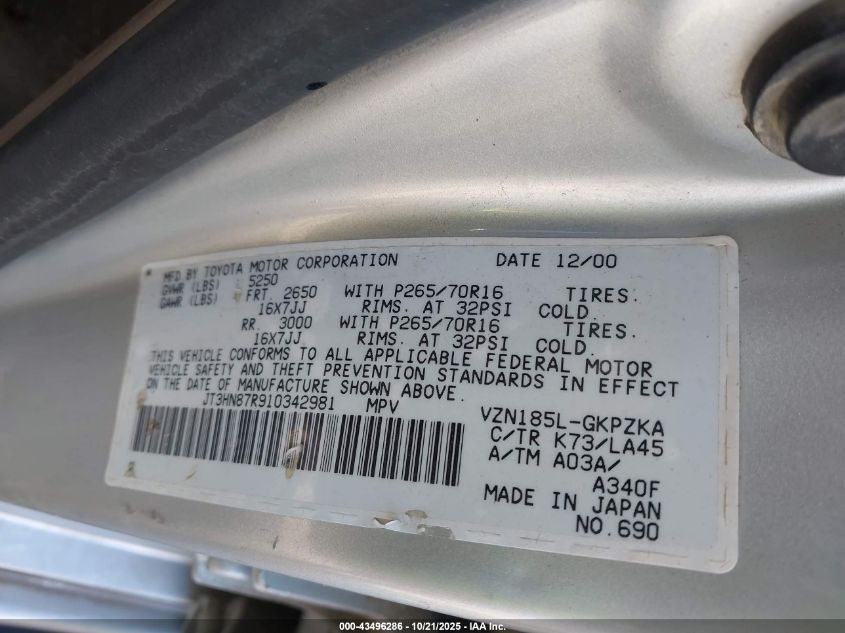 MFD BY TOYOTA MOTOR CORPORATION DATE 12/00
GVWR (LBS) 5250
GAWR (LBS) FRT. 2650 WITH P265/70R16 TIRES.
16X7JJ RIMS. AT 32PSI COLD.
RR. 3000 WITH P265/70R16 TIRES.
16X7JJ RIMS. AT 32PSI COLD.
THIS VEHICLE CONFORMS TO ALL APPLICABLE FEDERAL MOTOR
VEHICLE SAFETY AND THEFT PREVENTION STANDARDS IN EFFECT
ON THE DATE OF MANUFACTURE SHOWN ABOVE.
JT3HN87R910342981 MPV
VZN185L-GKPZKA
C/TR K73/LA45
A/TM A03A/
A340F
MADE IN JAPAN
NO.690
000-43496286 - 10/21/2025 - IAA Inc.